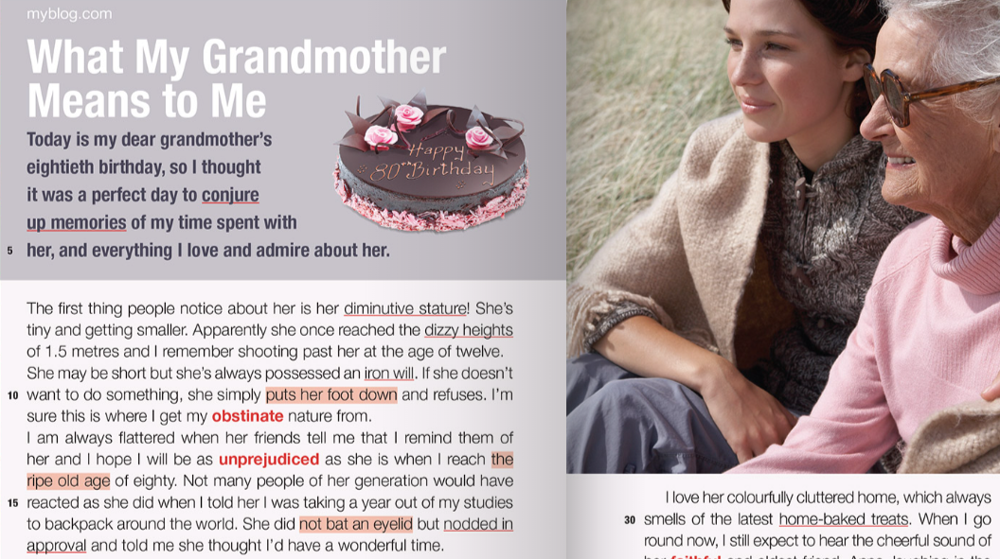 myblog.com
What My Grandmother
Means to Me
Today is my dear grandmother's
eightieth birthday, so I thought
it was a perfect day to conjure
up memories of my time spent with
5 her, and everything I love and admire about her.
Happy
80th Birthday
The first thing people notice about her is her diminutive stature! She's
tiny and getting smaller. Apparently she once reached the dizzy heights
of 1.5 metres and I remember shooting past her at the age of twelve.
She may be short but she's always possessed an iron will. If she doesn't
10 want to do something, she simply puts her foot down and refuses. I'm
sure this is where I get my obstinate nature from.
I am always flattered when her friends tell me that I remind them of
her and I hope I will be as unprejudiced as she is when I reach the
ripe old age of eighty. Not many people of her generation would have
15 reacted as she did when I told her I was taking a year out of my studies
to backpack around the world. She did not bat an eyelid but nodded in
approval and told me she thought I'd have a wonderful time.
I love her colourfully cluttered home, which always
30 smells of the latest home-baked treats. When I go
round now, I still expect to hear the cheerful sound of
her faithful and oldest friend, Anna, laughing in the